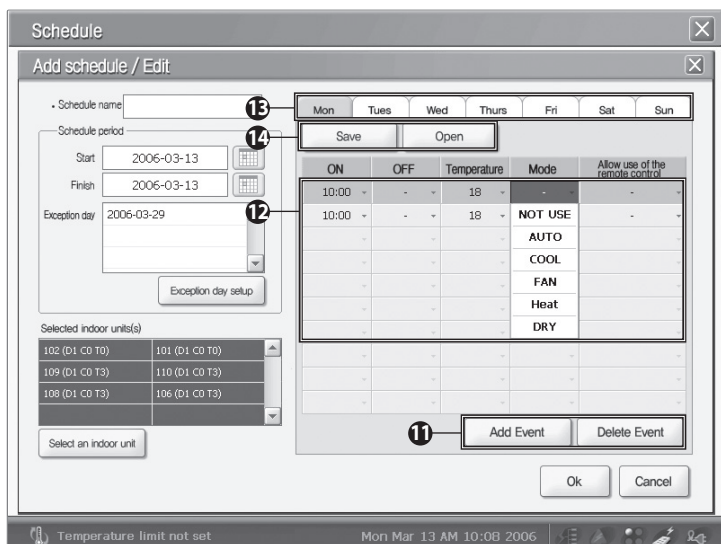 Schedule
Add schedule / Edit
• Schedule name
13
Mon Tues Wed Thurs Fri Sat Sun
Schedule period
14
Save Open
Start 2006-03-13
ON OFF Temperature Mode Allow use of the remote control
Finish 2006-03-13
10:00 - 18 - -
12
Exception day 2006-03-29
10:00 - 18 NOT USE -
AUTO
COOL
FAN
Heat
DRY
Exception day setup
Selected indoor units(s)
102 (D1 C0 T0) 101 (D1 C0 T0)
109 (D1 C0 T3) 110 (D1 C0 T3)
108 (D1 C0 T3) 106 (D1 C0 T3)
11
Add Event Delete Event
Select an indoor unit
Ok Cancel
Temperature limit not set Mon Mar 13 AM 10:08 2006